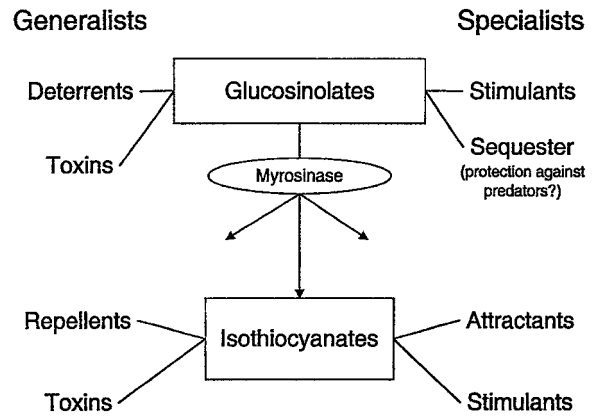 Generalists
Specialists
Deterrents
Glucosinolates
Stimulants
Toxins
Sequester
(protection against
predators?)
Myrosinase
Repellents
Isothiocyanates
Attractants
Toxins
Stimulants